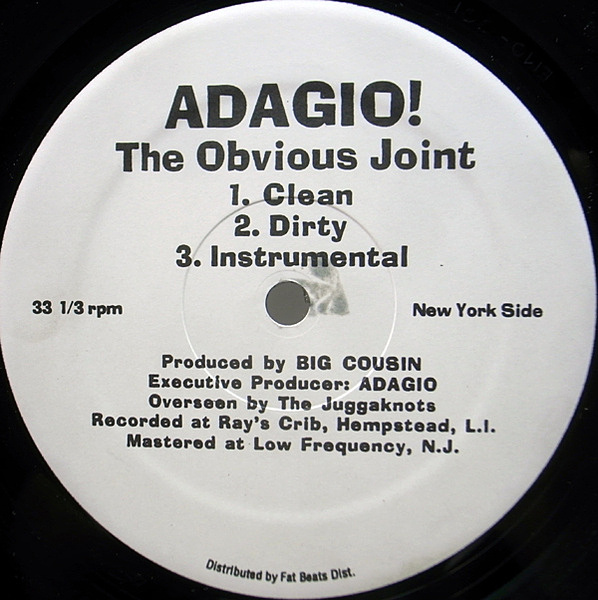 ADAGIO!
The Obvious Joint
1. Clean
2. Dirty
3. Instrumental
33 1/3 rpm
New York Side
Produced by BIG COUSIN
Executive Producer: ADAGIO
Overseen by The Juggaknots
Recorded at Ray's Crib, Hempstead, L.I.
Mastered at Low Frequency, N.J.
Distributed by Fat Beats Dist.